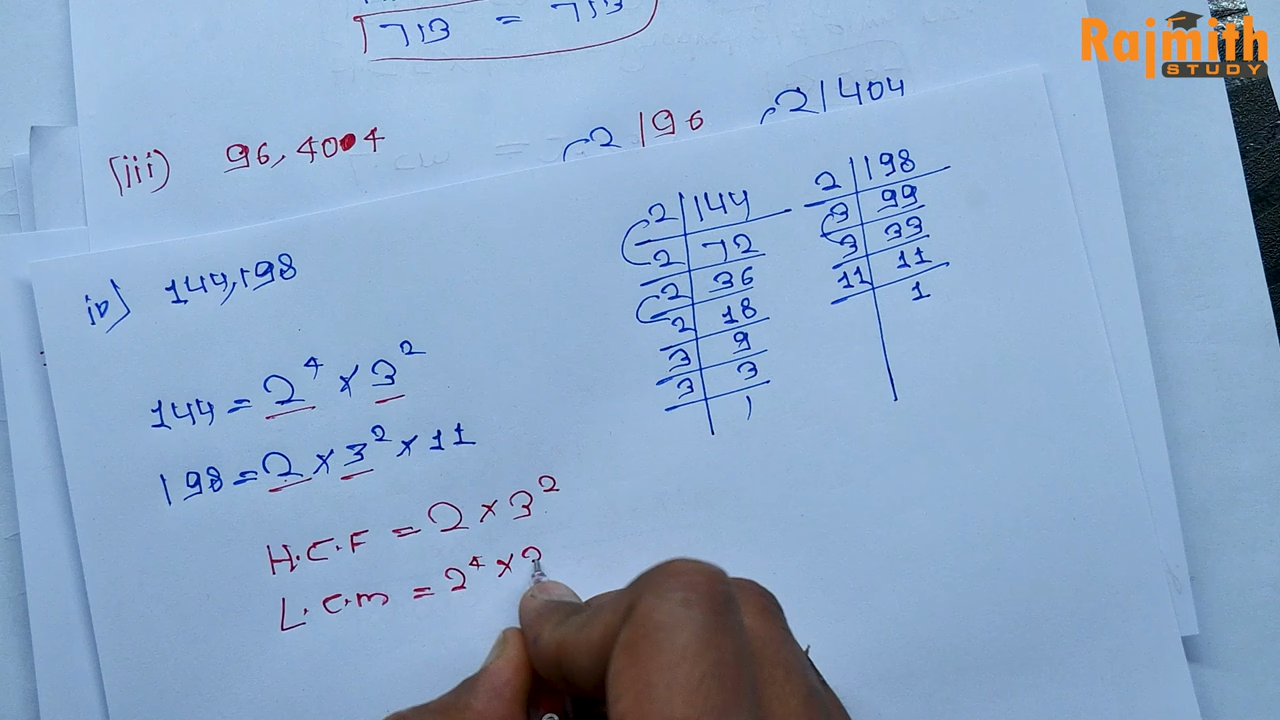 713 = 713
Rajmith
STUDY
(iii) 96, 404
2 | 96
2 | 404
iv) 144, 198
2 | 144
2 | 72
2 | 36
2 | 18
3 | 9
3 | 3
1
2 | 198
3 | 99
3 | 33
11 | 11
1
144 = 2⁴ × 3²
198 = 2 × 3² × 11
H.C.F = 2 × 3²
L.C.M = 2⁴ ×